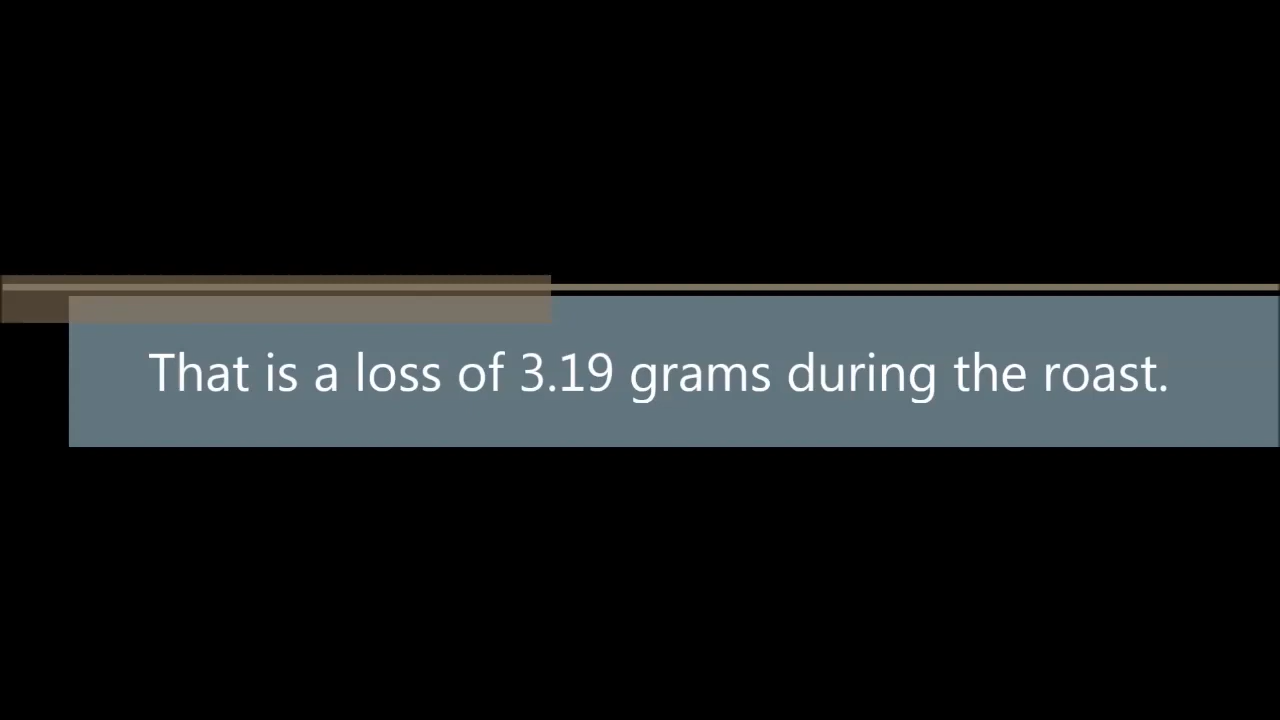 That is a loss of 3.19 grams during the roast.